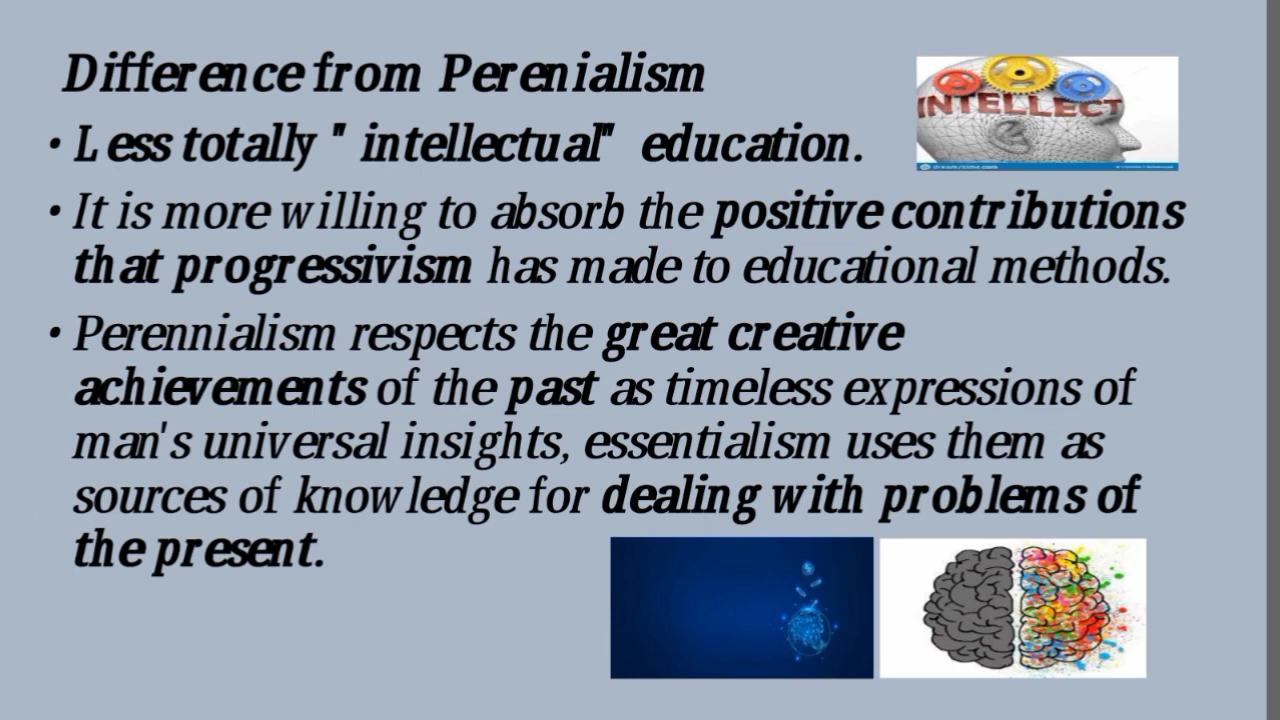 Difference from Perenialism
• Less totally " intellectual" education.
INTELLECT
• It is more willing to absorb the positive contributions
that progressivism has made to educational methods.
• Perennialism respects the great creative
achievements of the past as timeless expressions of
man's universal insights, essentialism uses them as
sources of knowledge for dealing with problems of
the present.